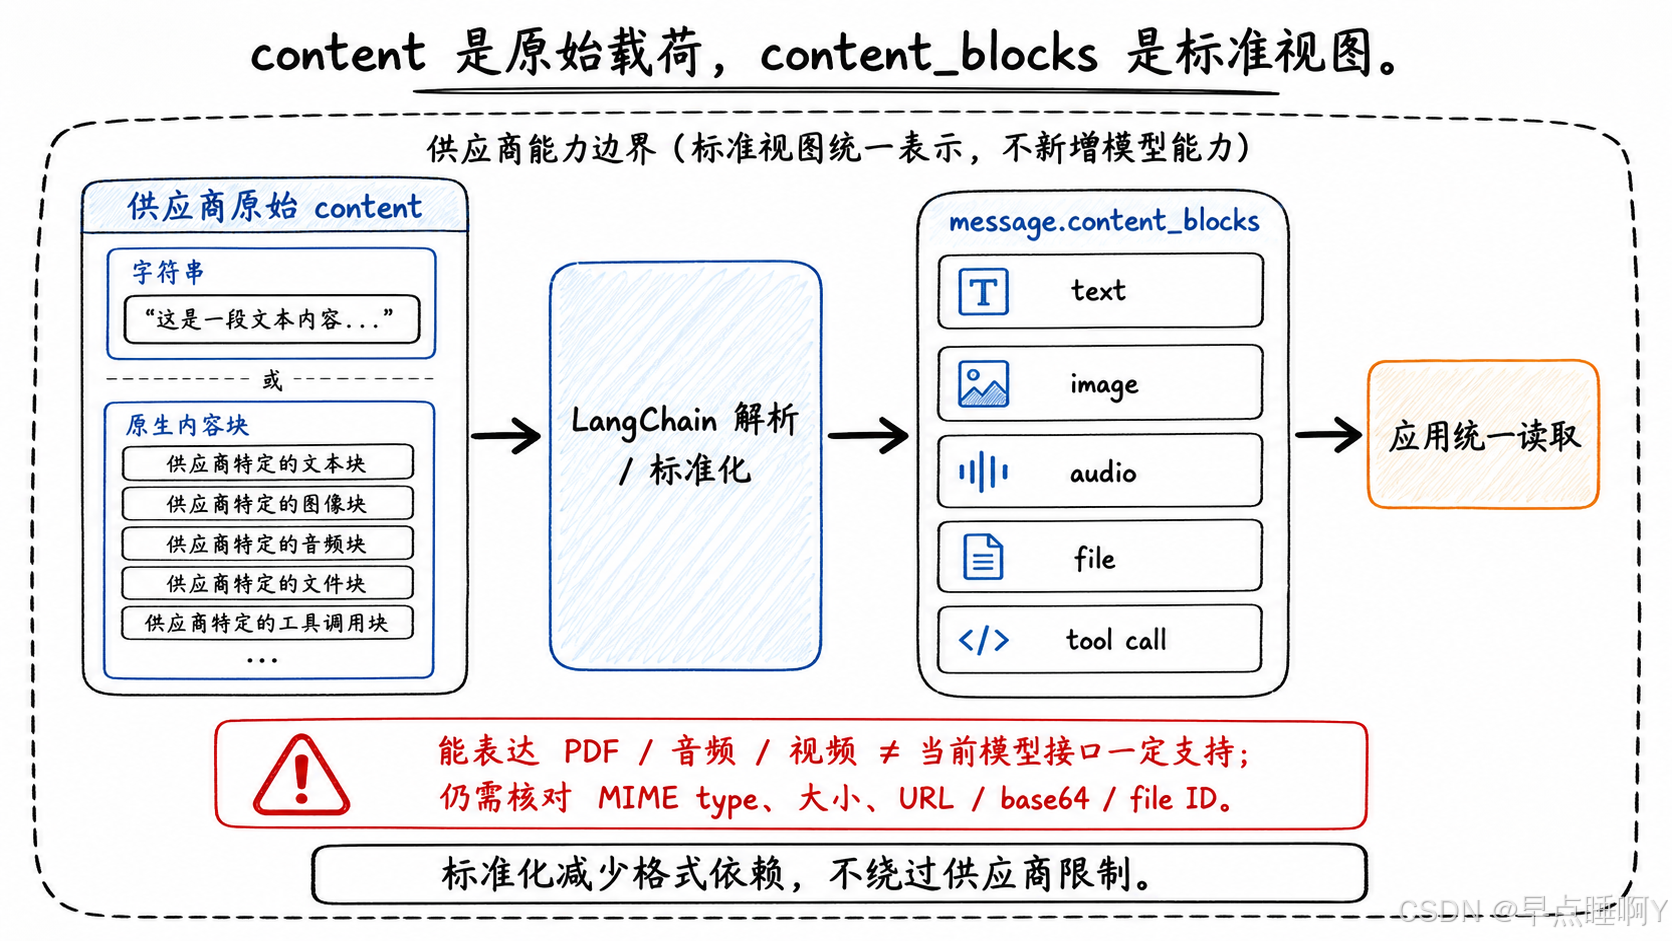 content 是原始载荷，content_blocks 是标准视图。
供应商能力边界（标准视图统一表示，不新增模型能力）
供应商原始 content
字符串
“这是一段文本内容...”
或
原生内容块
供应商特定的文本块
供应商特定的图像块
供应商特定的音频块
供应商特定的文件块
供应商特定的工具调用块
...
LangChain 解析
/ 标准化
message.content_blocks
T
text
image
audio
file
</>
tool call
应用统一读取
!
能表达 PDF / 音频 / 视频 ≠ 当前模型接口一定支持；
仍需核对 MIME type、大小、URL / base64 / file ID。
标准化减少格式依赖，不绕过供应商限制。
CSDN @早点睡啊Y